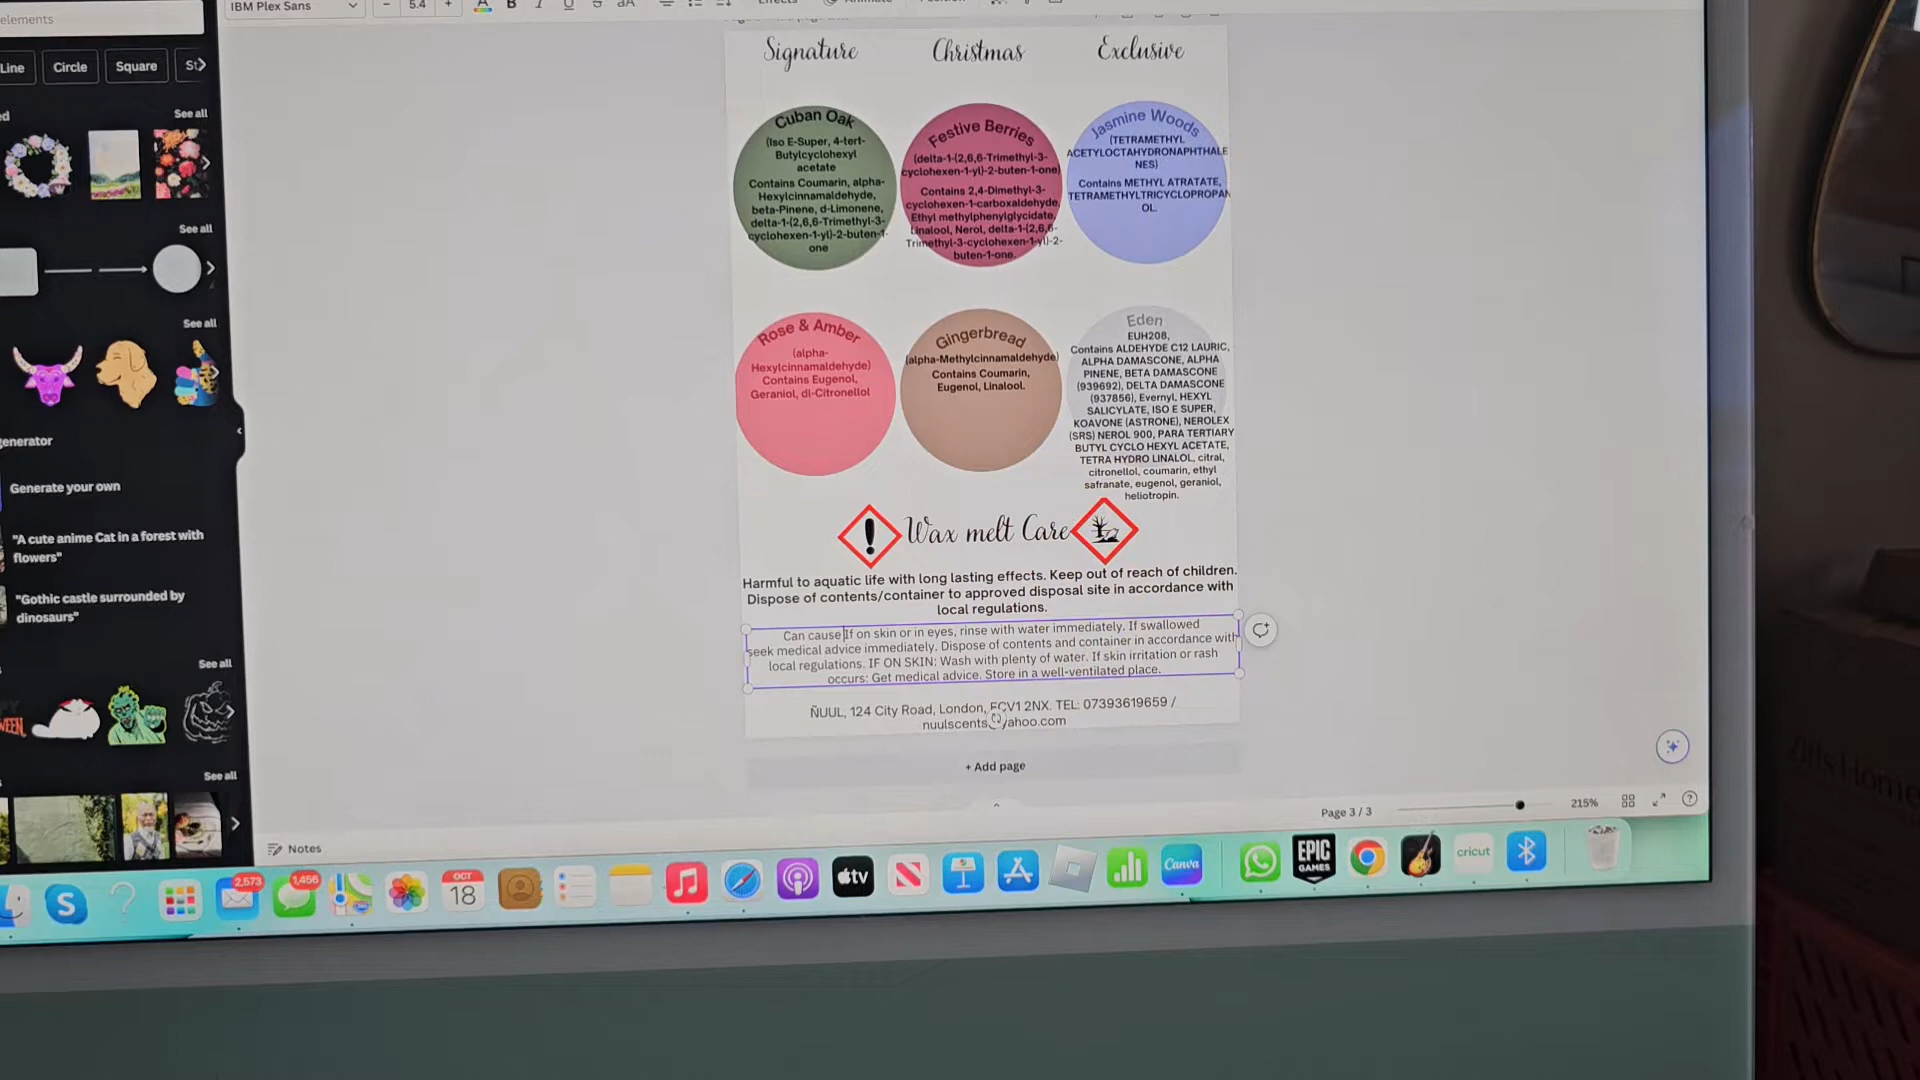 elements
IBM Plex Sans
5.4
Line
Circle
Square
See all
See all
See all
enerator
Generate your own
"A cute anime Cat in a forest with
flowers"
"Gothic castle surrounded by
dinosaurs"
See all
See all
Signature
Christmas
Exclusive
Cuban Oak
(Iso E-Super, 4-tert-
Butylcyclohexyl
acetate
Contains Coumarin, alpha-
Hexylcinnamaldehyde,
beta-Pinene, d-Limonene,
delta-1-(2,6,6-Trimethyl-3-
cyclohexen-1-yl)-2-buten-1-
one
Festive Berries
(delta-1-(2,6,6-Trimethyl-3-
cyclohexen-1-yl)-2-buten-1-one)
Contains 2,4-Dimethyl-3-
cyclohexen-1-carboxaldehyde,
Ethyl methylphenylglycidate,
Linalool, Nerol, delta-1-(2,6,6-
Trimethyl-3-cyclohexen-1-yl)-2-
buten-1-one.
Jasmine Woods
(TETRAMETHYL
ACETYLOCTAHYDRONAPHTHALE
NES)
Contains METHYL ATRATATE,
TETRAMETHYLTRICYCLOPROPAN
OL.
Rose & Amber
(alpha-
Hexylcinnamaldehyde)
Contains Eugenol,
Geraniol, dl-Citronellol
Gingerbread
(alpha-Methylcinnamaldehyde)
Contains Coumarin,
Eugenol, Linalool.
Eden
EUH208,
Contains ALDEHYDE C12 LAURIC,
ALPHA DAMASCONE, ALPHA
PINENE, BETA DAMASCONE
(939692), DELTA DAMASCONE
(937856), Evernyl, HEXYL
SALICYLATE, ISO E SUPER,
KOAVONE (ASTRONE), NEROLEX
(SRS) NEROL 900, PARA TERTIARY
BUTYL CYCLO HEXYL ACETATE,
TETRA HYDRO LINALOL, citral,
citronellol, coumarin, ethyl
safranate, eugenol, geraniol,
heliotropin.
Wax melt Care
Harmful to aquatic life with long lasting effects. Keep out of reach of children.
Dispose of contents/container to approved disposal site in accordance with
local regulations.
Can cause If on skin or in eyes, rinse with water immediately. If swallowed
seek medical advice immediately. Dispose of contents and container in accordance with
local regulations. IF ON SKIN: Wash with plenty of water. If skin irritation or rash
occurs: Get medical advice. Store in a well-ventilated place.
ÑUUL, 124 City Road, London, ECV1 2NX. TEL: 07393619659 /
nuulscents yahoo.com
+ Add page
Page 3 / 3
215%
Notes
2,573
1,456
OCT
18
tv
Canva
EPIC
GAMES
cricut